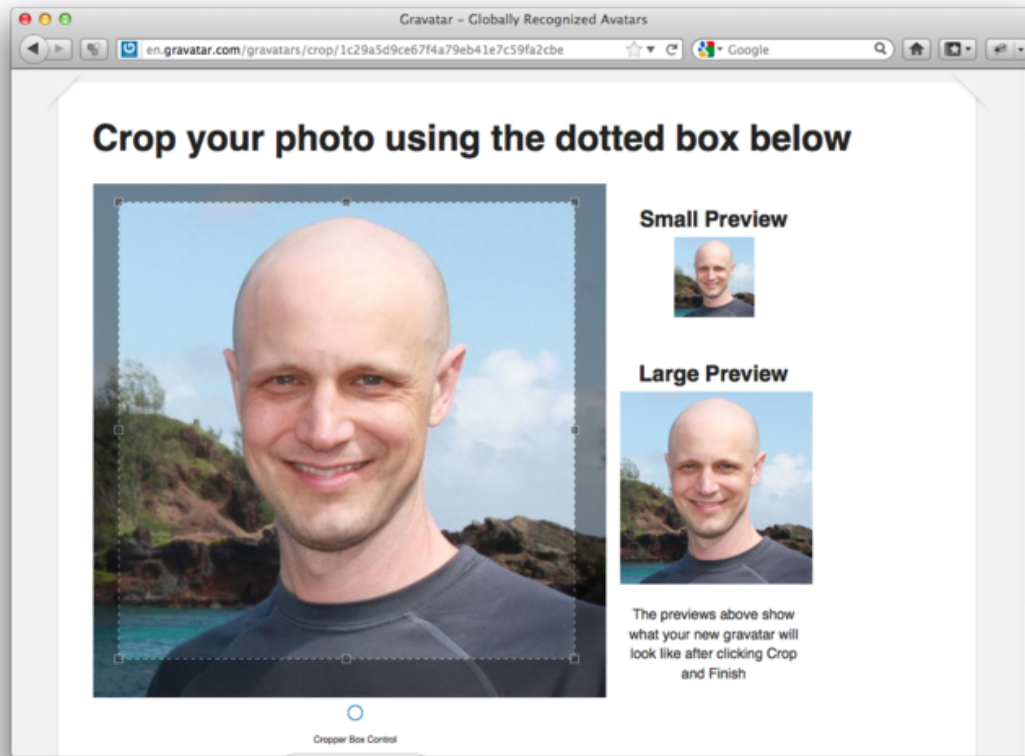 Gravatar – Globally Recognized Avatars
en.gravatar.com/gravatars/crop/1c29a5d9ce67f4a79eb41e7c59fa2cbe
Google
Crop your photo using the dotted box below
Small Preview
Large Preview
The previews above show
what your new gravatar will
look like after clicking Crop
and Finish
Cropper Box Control